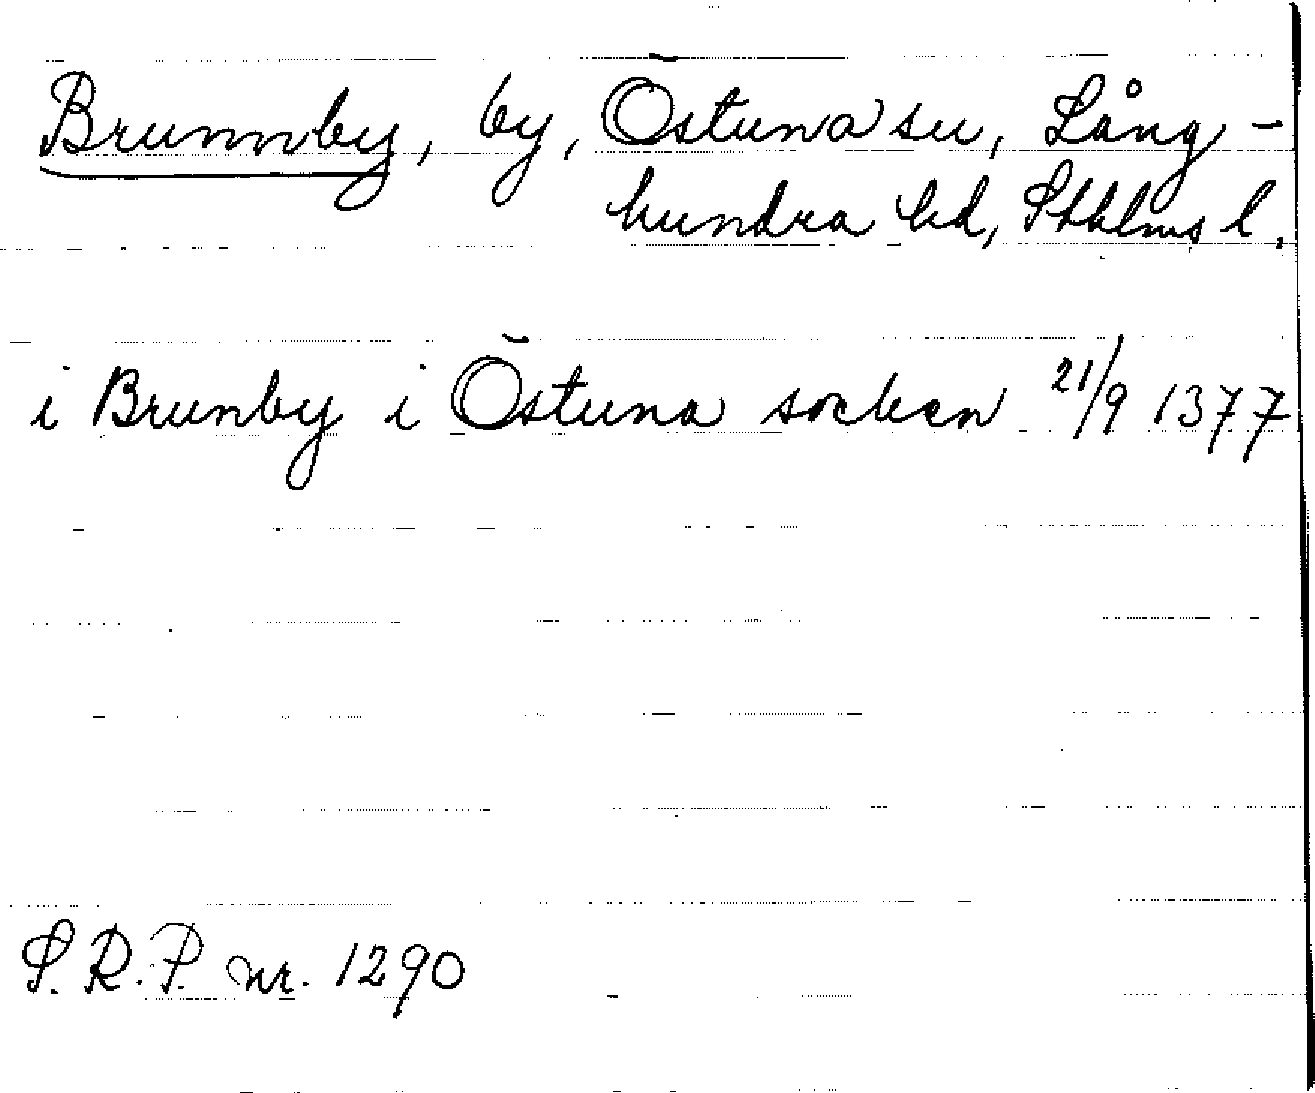 Brunnby, by, Östuna sn, Lång-
hundra hd, Sthlms l.
i Brunby i Östuna socken 21/9 1377
S.R.P. nr. 1290